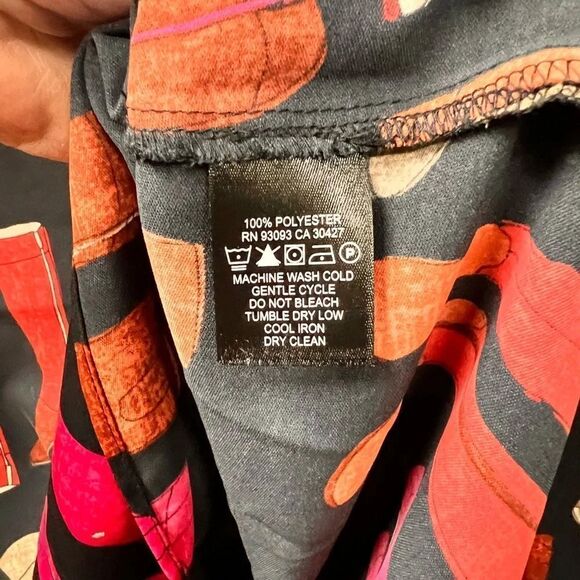 100% POLYESTER
RN 93093 CA 30427
P
MACHINE WASH COLD
GENTLE CYCLE
DO NOT BLEACH
TUMBLE DRY LOW
COOL IRON
DRY CLEAN